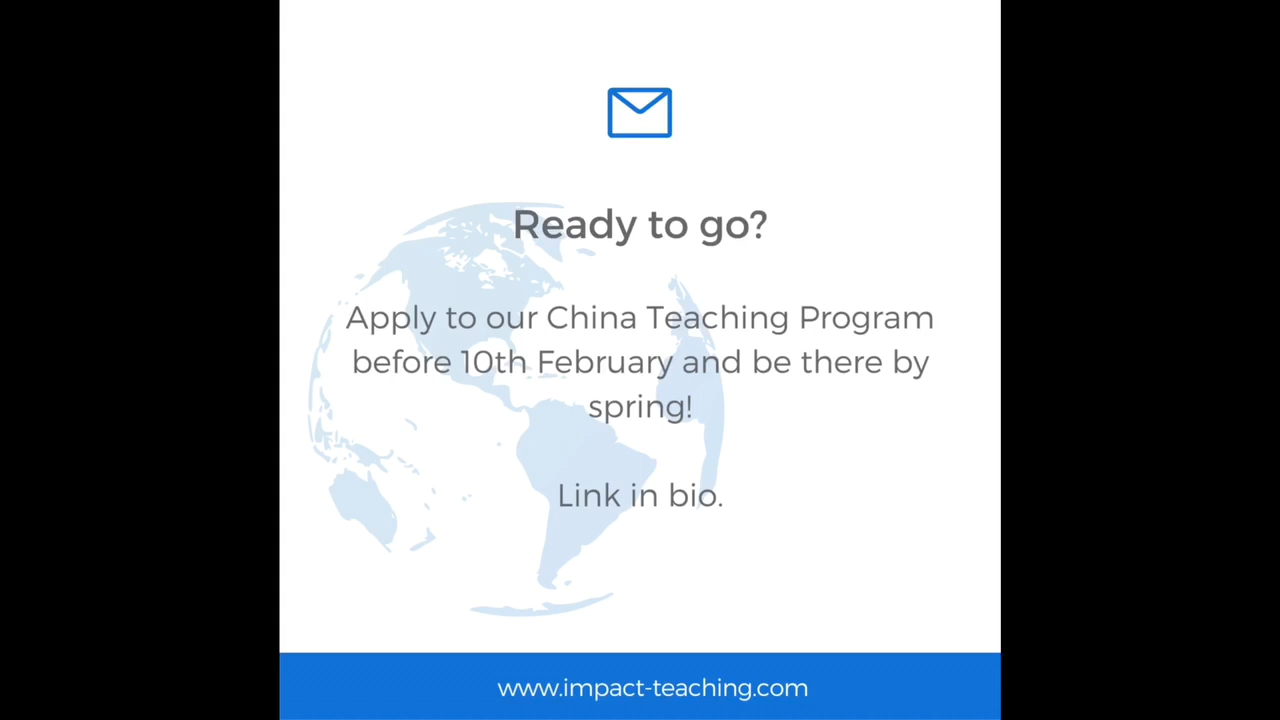 Ready to go?
Apply to our China Teaching Program
before 10th February and be there by
spring!
Link in bio.
www.impact-teaching.com